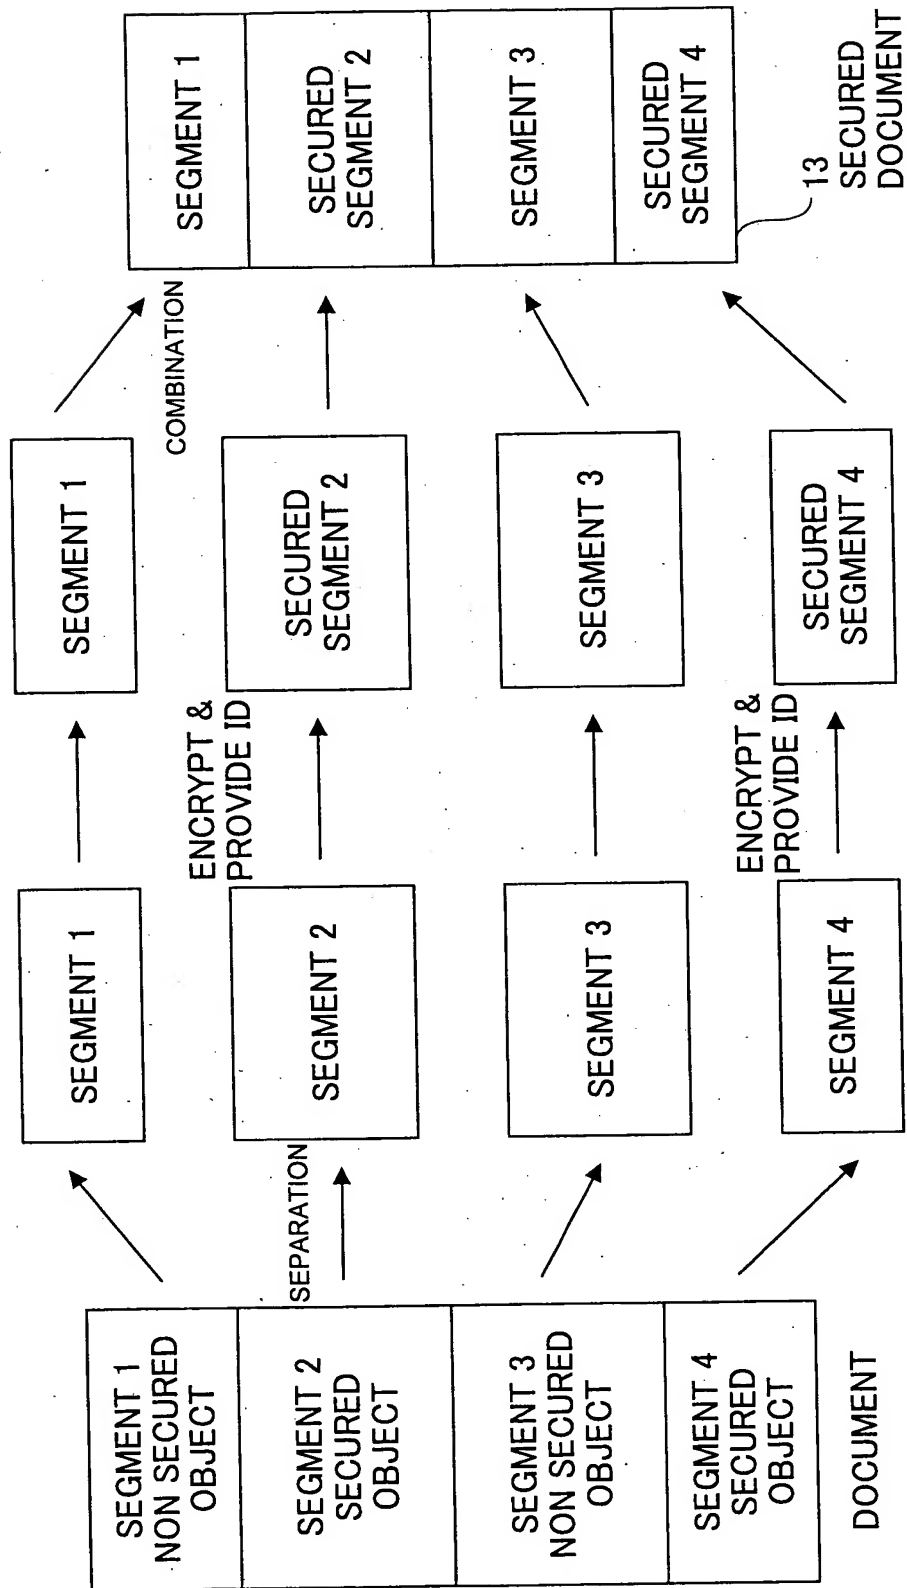 SEGMENT 1
NON SECURED
OBJECT
SEGMENT 2
SECURED
OBJECT
SEGMENT 3
NON SECURED
OBJECT
SEGMENT 4
SECURED
OBJECT
DOCUMENT
SEPARATION
SEGMENT 1
SEGMENT 2
SEGMENT 3
SEGMENT 4
ENCRYPT &
PROVIDE ID
ENCRYPT &
PROVIDE ID
SEGMENT 1
SECURED
SEGMENT 2
SEGMENT 3
SECURED
SEGMENT 4
COMBINATION
SEGMENT 1
SECURED
SEGMENT 2
SEGMENT 3
SECURED
SEGMENT 4
13
SECURED
DOCUMENT